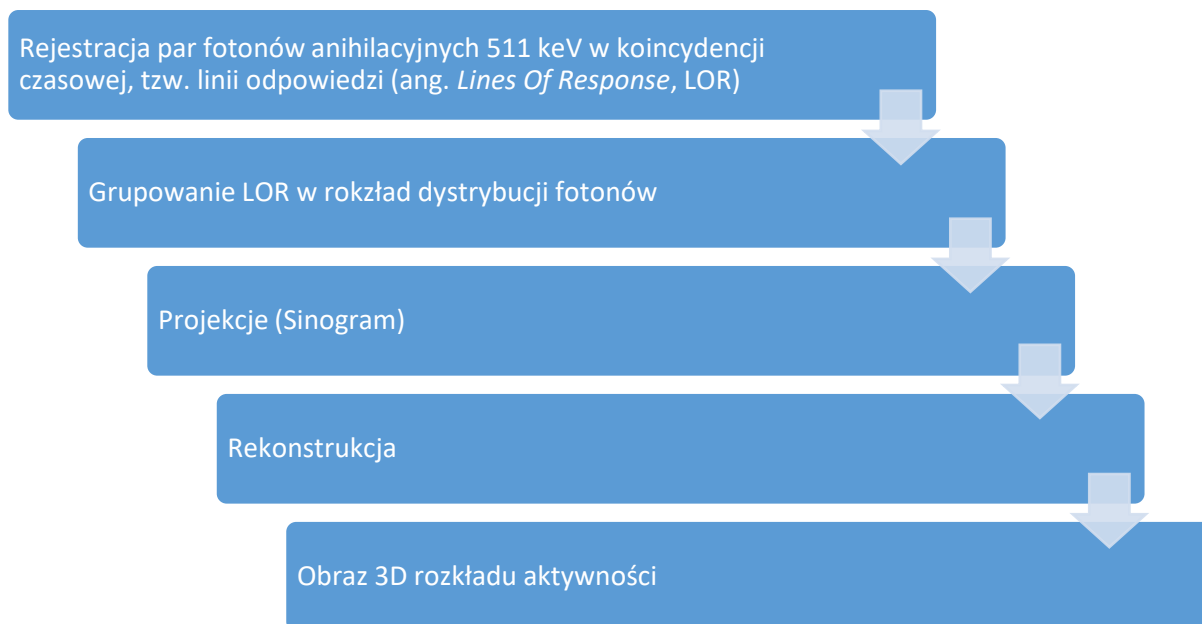 Rejestracja par fotonów anihilacyjnych 511 keV w koincydencji
czasowej, tzw. linii odpowiedzi (ang. Lines Of Response, LOR)
Grupowanie LOR w rokzład dystrybucji fotonów
Projekcje (Sinogram)
Rekonstrukcja
Obraz 3D rozkładu aktywności